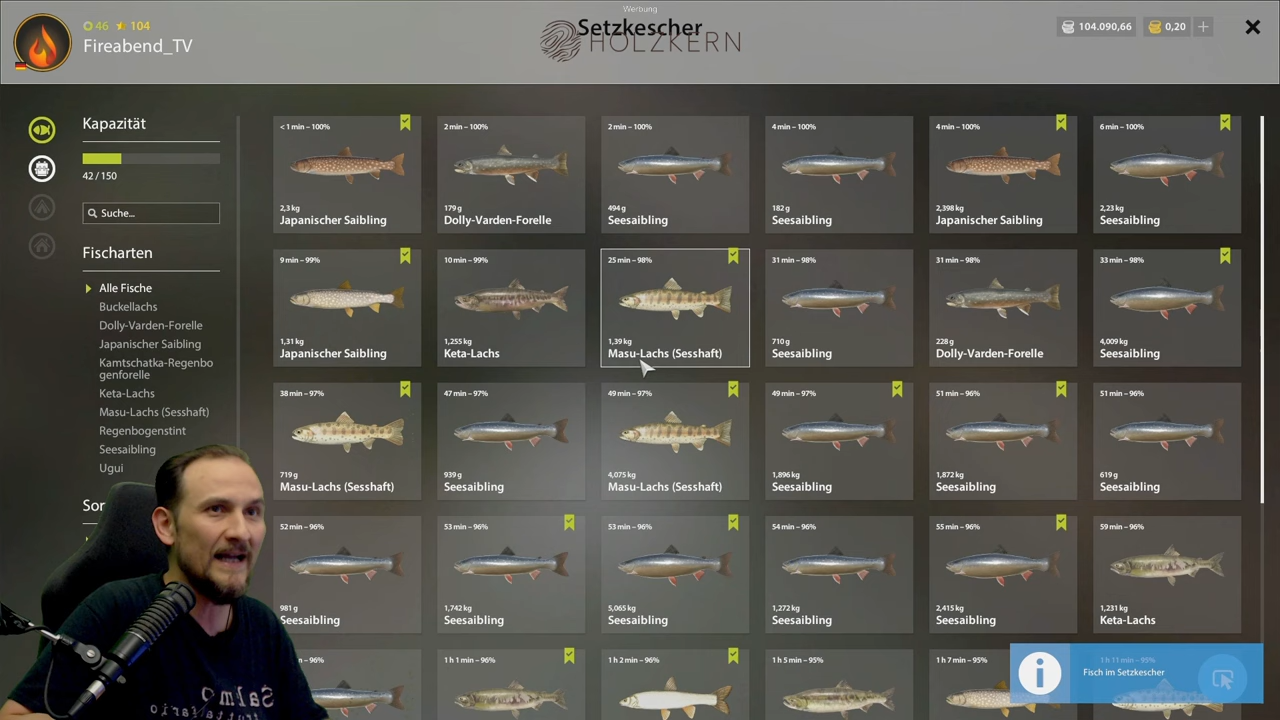 Werbung
46 104
Setzkescher
HOLZKERN
104.090,66
0,20
Fireabend_TV
Kapazität
42 / 150
Suche...
Fischarten
Alle Fische
Buckellachs
Dolly-Varden-Forelle
Japanischer Saibling
Kamtschatka-Regenbo
genforelle
Keta-Lachs
Masu-Lachs (Sesshaft)
Regenbogenstint
Seesaibling
Ugui
Sor
< 1 min – 100%
2,3 kg
Japanischer Saibling
2 min – 100%
179 g
Dolly-Varden-Forelle
2 min – 100%
494 g
Seesaibling
4 min – 100%
182 g
Seesaibling
4 min – 100%
2,398 kg
Japanischer Saibling
6 min – 100%
2,23 kg
Seesaibling
9 min – 99%
1,31 kg
Japanischer Saibling
10 min – 99%
1,255 kg
Keta-Lachs
25 min – 98%
1,39 kg
Masu-Lachs (Sesshaft)
31 min – 98%
710 g
Seesaibling
31 min – 98%
228 g
Dolly-Varden-Forelle
33 min – 98%
4,009 kg
Seesaibling
38 min – 97%
719 g
Masu-Lachs (Sesshaft)
47 min – 97%
939 g
Seesaibling
49 min – 97%
4,075 kg
Masu-Lachs (Sesshaft)
49 min – 97%
1,896 kg
Seesaibling
51 min – 96%
1,872 kg
Seesaibling
51 min – 96%
619 g
Seesaibling
52 min – 96%
981 g
Seesaibling
53 min – 96%
1,742 kg
Seesaibling
53 min – 96%
5,065 kg
Seesaibling
54 min – 96%
1,272 kg
Seesaibling
55 min – 96%
2,415 kg
Seesaibling
59 min – 96%
1,231 kg
Keta-Lachs
n – 96%
1 h 1 min – 96%
1 h 2 min – 96%
1 h 5 min – 95%
1 h 7 min – 95%
1 h 11 min – 95%
Fisch im Setzkescher
Salmo